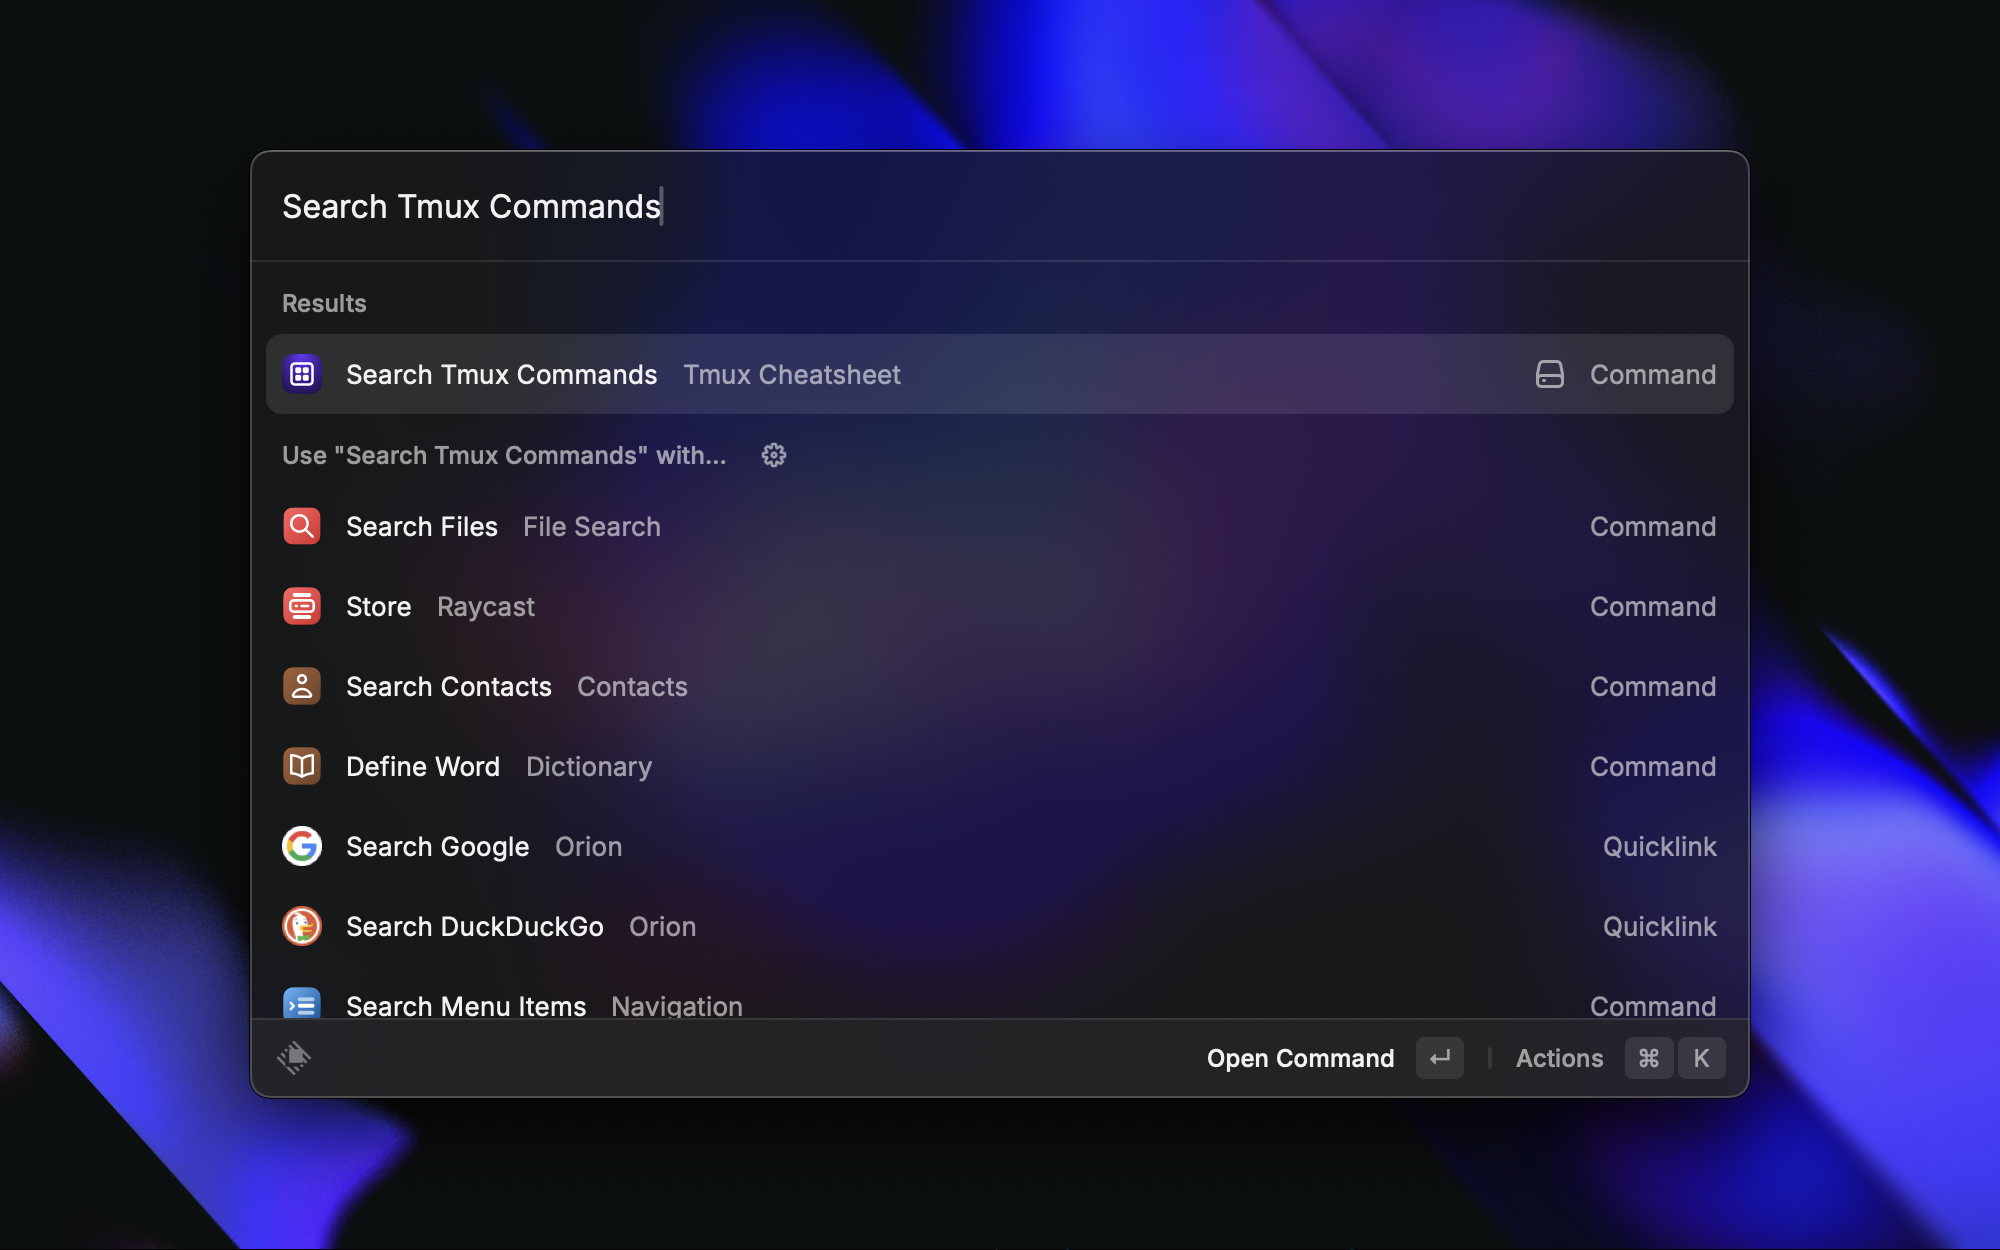 Search Tmux Commands
Results
Search Tmux Commands Tmux Cheatsheet Command
Use "Search Tmux Commands" with...
Search Files File Search Command
Store Raycast Command
Search Contacts Contacts Command
Define Word Dictionary Command
Search Google Orion Quicklink
Search DuckDuckGo Orion Quicklink
Search Menu Items Navigation Command
Open Command ↵ Actions ⌘ K